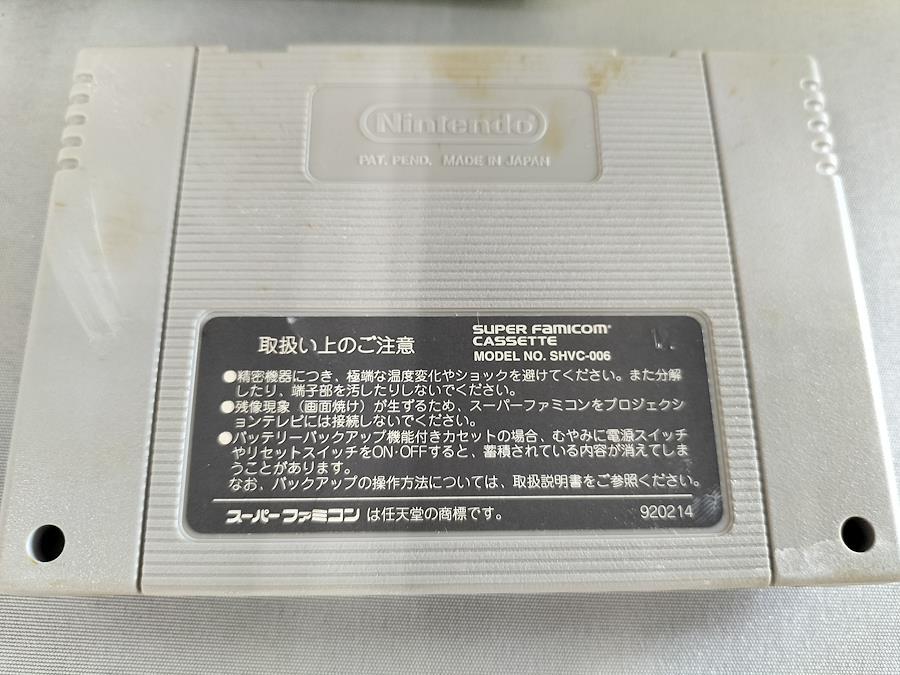 Nintendo
PAT. PEND. MADE IN JAPAN
取扱い上のご注意
SUPER FAMICOM
CASSETTE
MODEL NO. SHVC-006
●精密機器につき、極端な温度変化やショックを避けてください。また分解
したり、端子部を汚したりしないでください。
●残像現象（画面焼け）が生ずるため、スーパーファミコンをプロジェクシ
ョンテレビには接続しないでください。
●バッテリーバックアップ機能付きカセットの場合、むやみに電源スイッチ
やリセットスイッチをON·OFFすると、蓄積されている内容が消えてしま
うことがあります。
なお、バックアップの操作方法については、取扱説明書をご参照ください。
スーパーファミコン は任天堂の商標です。
920214